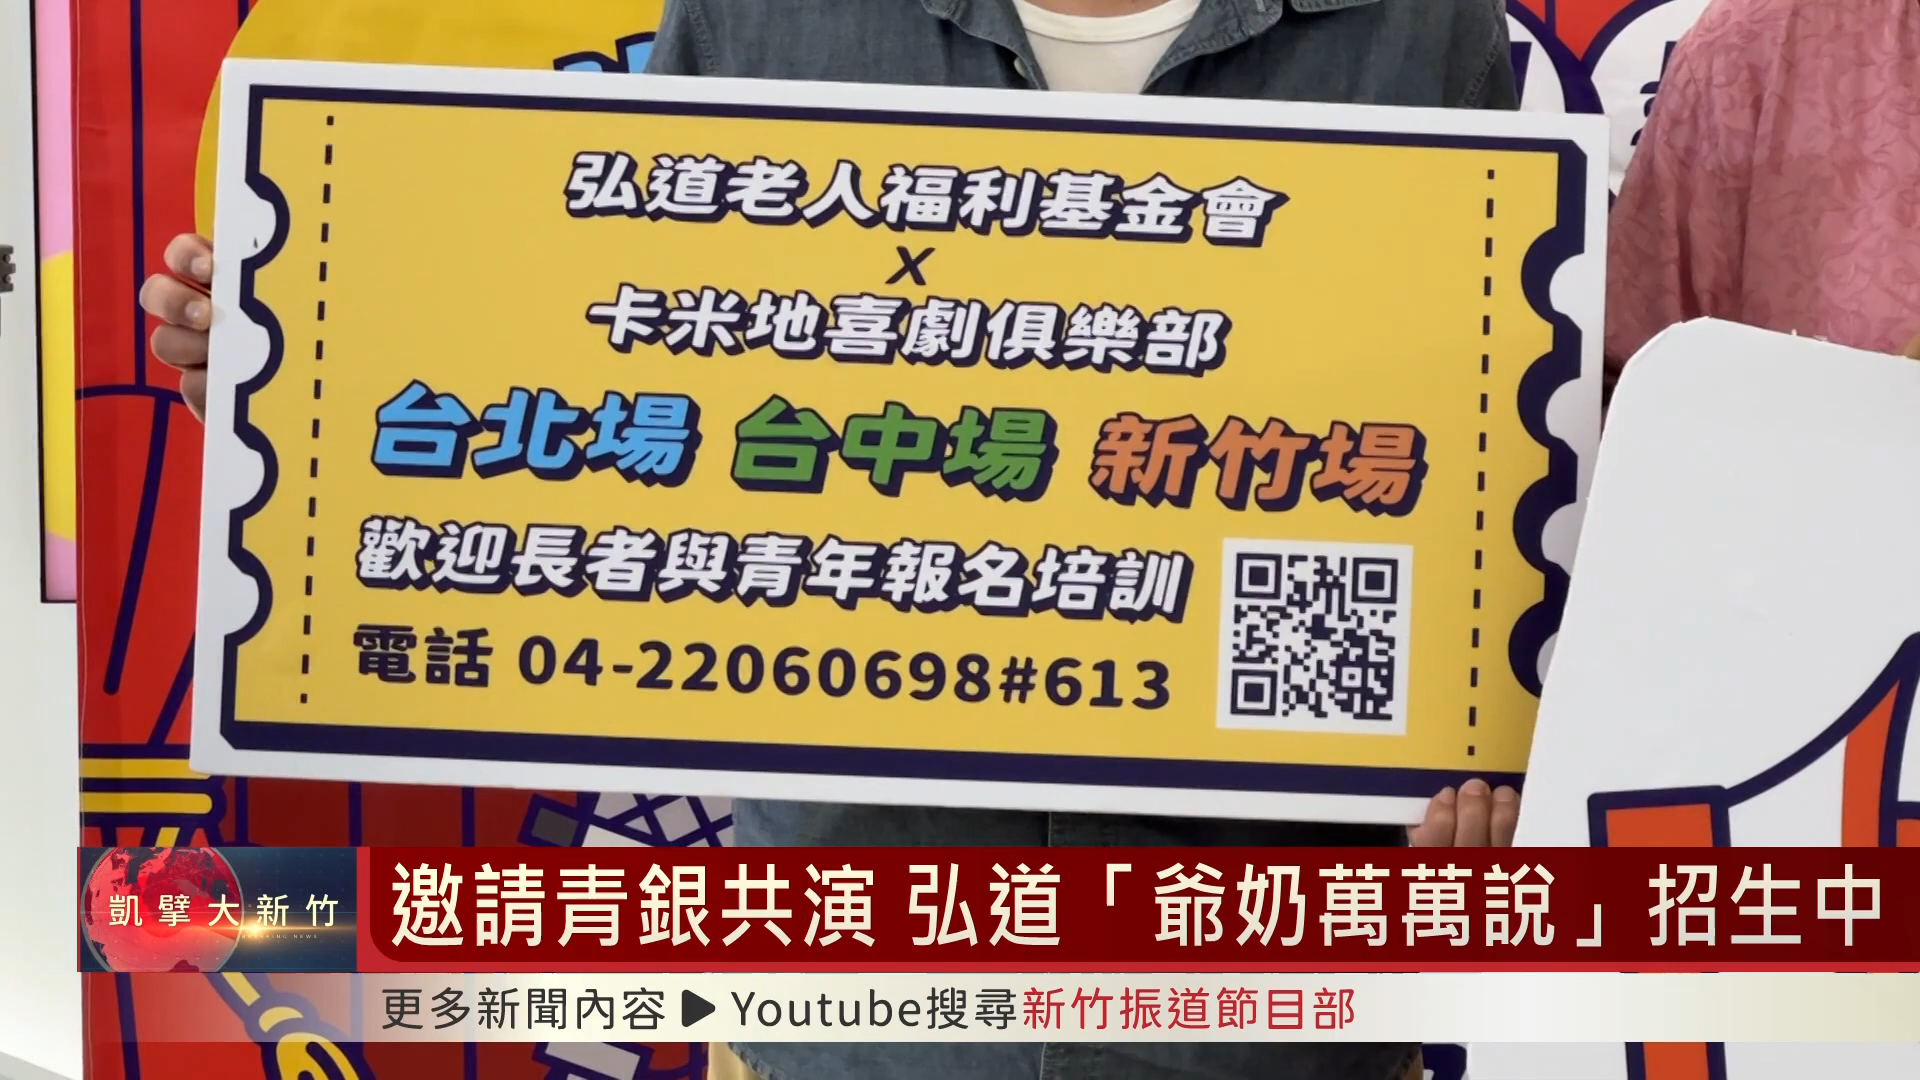 弘道老人福利基金會
X
卡米地喜劇俱樂部
台北場 台中場 新竹場
歡迎長者與青年報名培訓
電話 04-22060698#613
凱擘大新竹
邀請青銀共演 弘道「爺奶萬萬說」招生中
更多新聞內容▶Youtube搜尋新竹振道節目部